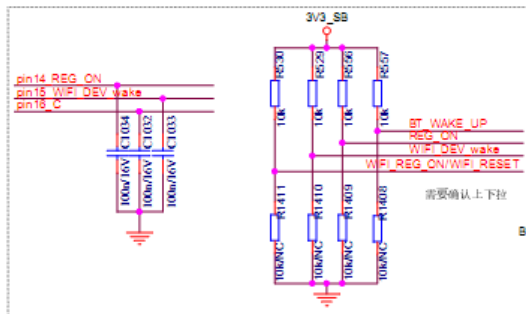 3V3_SB
R530
R529
R556
R557
10k
10k
10k
10k
pin14_REG_ON
pin15_WIFI_DEV_wake
pin16_C
C1034
C1032
C1033
100n/16V
100n/16V
100n/16V
BT_WAKE_UP
REG_ON
WIFI_DEV_wake
WIFI_REG_ON/WIFI_RESET
需要确认上下拉
R1411
R1410
R1409
R1408
10k/NC
10k/NC
10k/NC
10k/NC
B